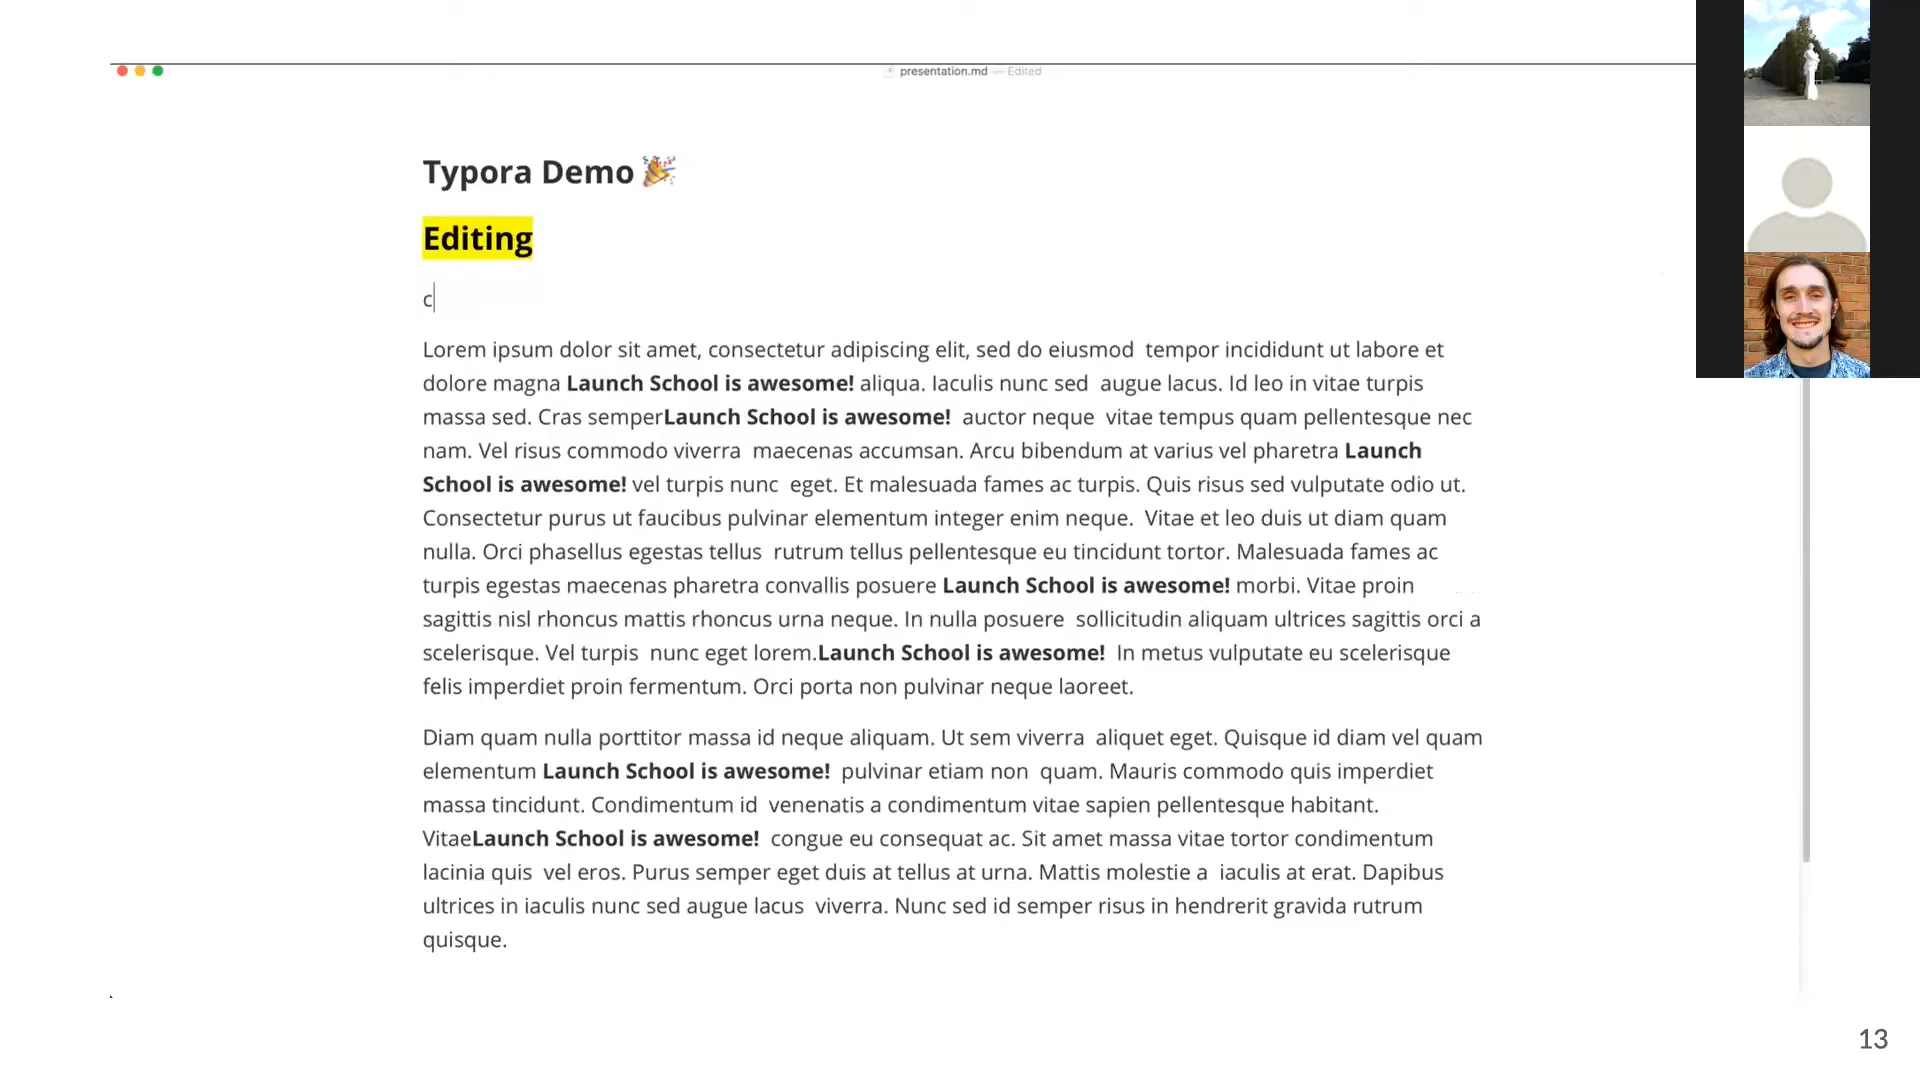 presentation.md — Edited
Typora Demo 🎉
Editing
c
Lorem ipsum dolor sit amet, consectetur adipiscing elit, sed do eiusmod tempor incididunt ut labore et
dolore magna Launch School is awesome! aliqua. Iaculis nunc sed augue lacus. Id leo in vitae turpis
massa sed. Cras semperLaunch School is awesome! auctor neque vitae tempus quam pellentesque nec
nam. Vel risus commodo viverra maecenas accumsan. Arcu bibendum at varius vel pharetra Launch
School is awesome! vel turpis nunc eget. Et malesuada fames ac turpis. Quis risus sed vulputate odio ut.
Consectetur purus ut faucibus pulvinar elementum integer enim neque. Vitae et leo duis ut diam quam
nulla. Orci phasellus egestas tellus rutrum tellus pellentesque eu tincidunt tortor. Malesuada fames ac
turpis egestas maecenas pharetra convallis posuere Launch School is awesome! morbi. Vitae proin
sagittis nisl rhoncus mattis rhoncus urna neque. In nulla posuere sollicitudin aliquam ultrices sagittis orci a
scelerisque. Vel turpis nunc eget lorem.Launch School is awesome! In metus vulputate eu scelerisque
felis imperdiet proin fermentum. Orci porta non pulvinar neque laoreet.
Diam quam nulla porttitor massa id neque aliquam. Ut sem viverra aliquet eget. Quisque id diam vel quam
elementum Launch School is awesome! pulvinar etiam non quam. Mauris commodo quis imperdiet
massa tincidunt. Condimentum id venenatis a condimentum vitae sapien pellentesque habitant.
VitaeLaunch School is awesome! congue eu consequat ac. Sit amet massa vitae tortor condimentum
lacinia quis vel eros. Purus semper eget duis at tellus at urna. Mattis molestie a iaculis at erat. Dapibus
ultrices in iaculis nunc sed augue lacus viverra. Nunc sed id semper risus in hendrerit gravida rutrum
quisque.
13